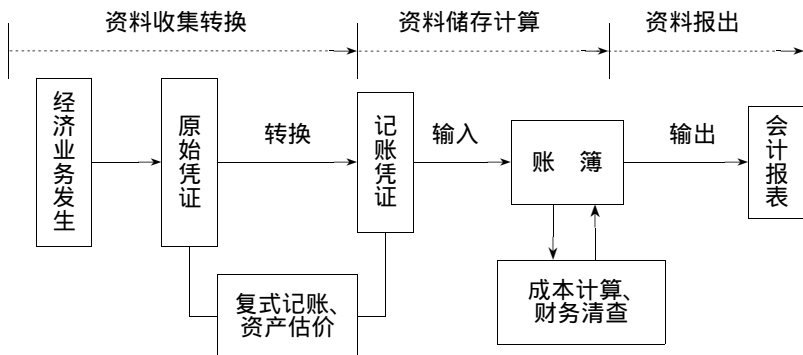 资料收集转换
资料储存计算
资料报出
经济业务发生
原始凭证
转换
记账凭证
输入
账 簿
输出
会计报表
复式记账、
资产估价
成本计算、
财务清查